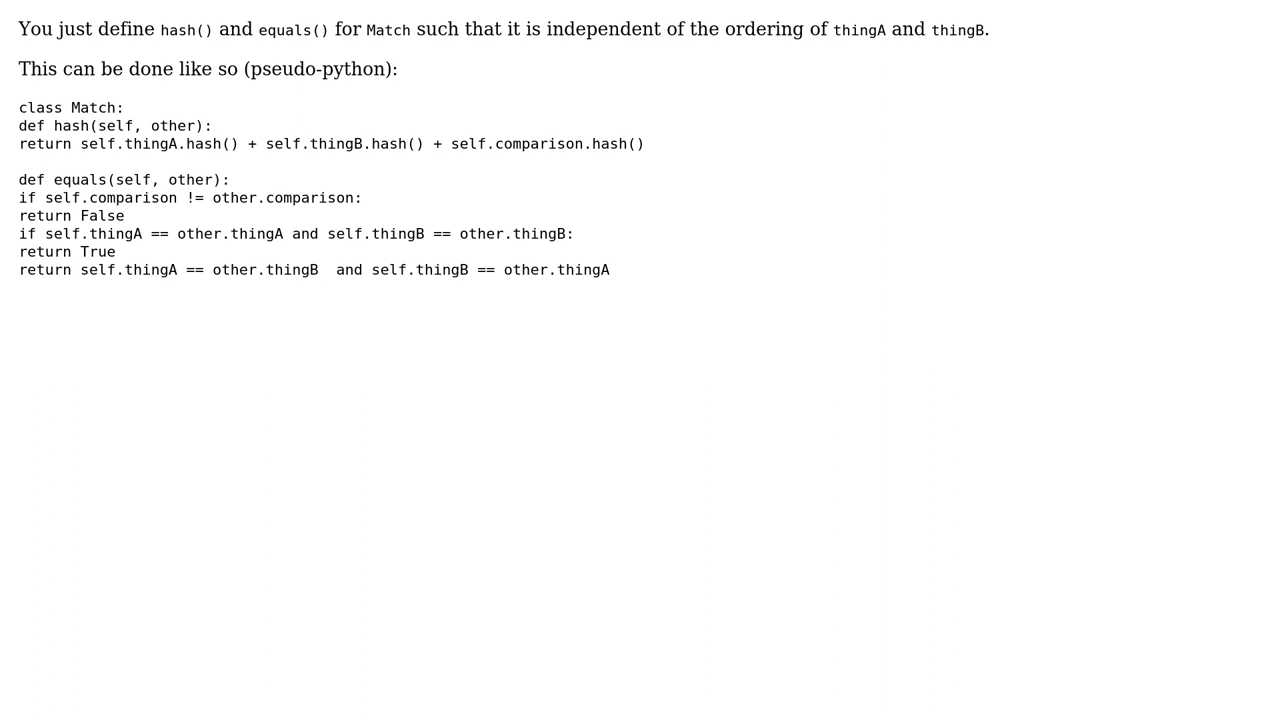 You just define hash() and equals() for Match such that it is independent of the ordering of thingA and thingB.
This can be done like so (pseudo-python):
class Match:
def hash(self, other):
return self.thingA.hash() + self.thingB.hash() + self.comparison.hash()
def equals(self, other):
if self.comparison != other.comparison:
return False
if self.thingA == other.thingA and self.thingB == other.thingB:
return True
return self.thingA == other.thingB  and self.thingB == other.thingA